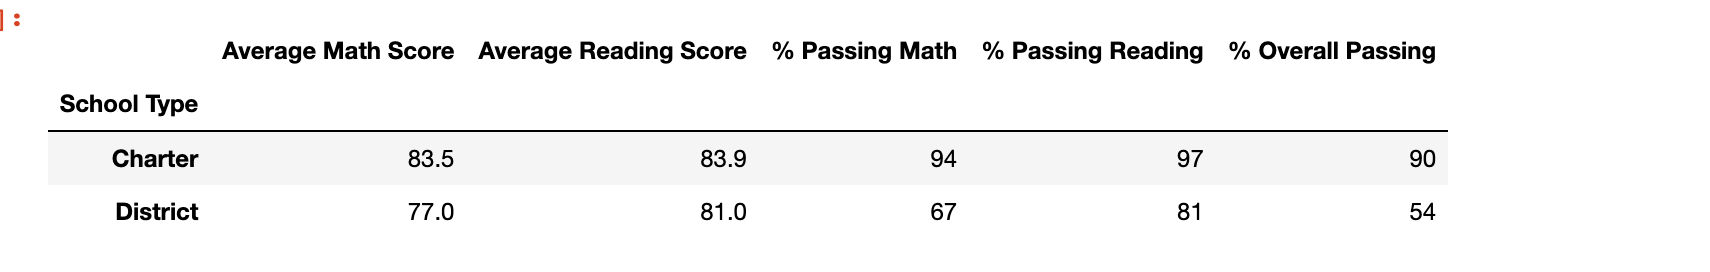 ]:
Average Math Score Average Reading Score % Passing Math % Passing Reading % Overall Passing
School Type
Charter 83.5 83.9 94 97 90
District 77.0 81.0 67 81 54